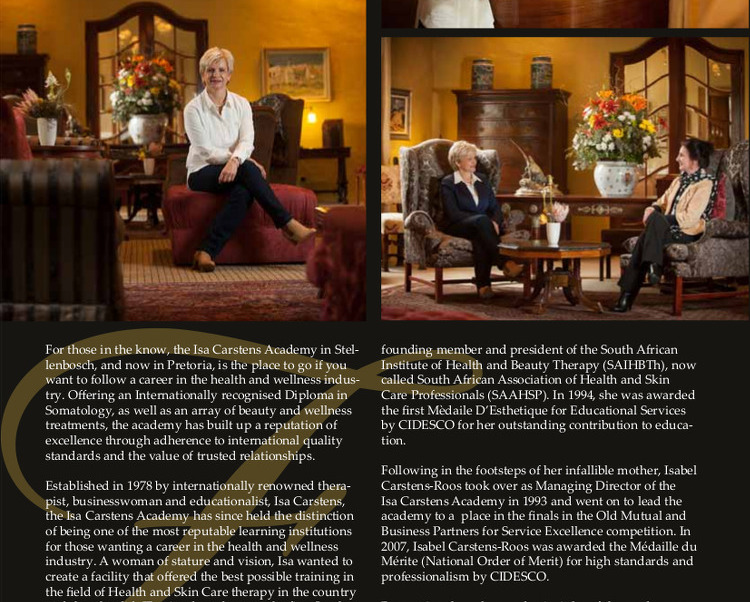 For those in the know, the Isa Carstens Academy in Stel-
lenbosch, and now in Pretoria, is the place to go if you
want to follow a career in the health and wellness indus-
try. Offering an Internationally recognised Diploma in
Somatology, as well as an array of beauty and wellness
treatments, the academy has built up a reputation of
excellence through adherence to international quality
standards and the value of trusted relationships.
Established in 1978 by internationally renowned thera-
pist, businesswoman and educationalist, Isa Carstens,
the Isa Carstens Academy has since held the distinction
of being one of the most reputable learning institutions
for those wanting a career in the health and wellness
industry. A woman of stature and vision, Isa wanted to
create a facility that offered the best possible training in
the field of Health and Skin Care therapy in the country
founding member and president of the South African
Institute of Health and Beauty Therapy (SAIHBTh), now
called South African Association of Health and Skin
Care Professionals (SAAHSP). In 1994, she was awarded
the first Mèdaile D'Esthetique for Educational Services
by CIDESCO for her outstanding contribution to educa-
tion.
Following in the footsteps of her infallible mother, Isabel
Carstens-Roos took over as Managing Director of the
Isa Carstens Academy in 1993 and went on to lead the
academy to a place in the finals in the Old Mutual and
Business Partners for Service Excellence competition. In
2007, Isabel Carstens-Roos was awarded the Médaille du
Mérite (National Order of Merit) for high standards and
professionalism by CIDESCO.